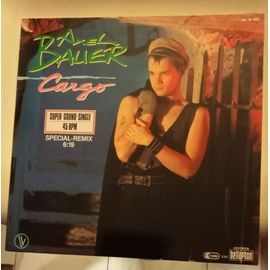 Axel
BAUER
Cargo
SUPER-SOUND-SINGLE
45 RPM
SPECIAL-REMIX
6:19